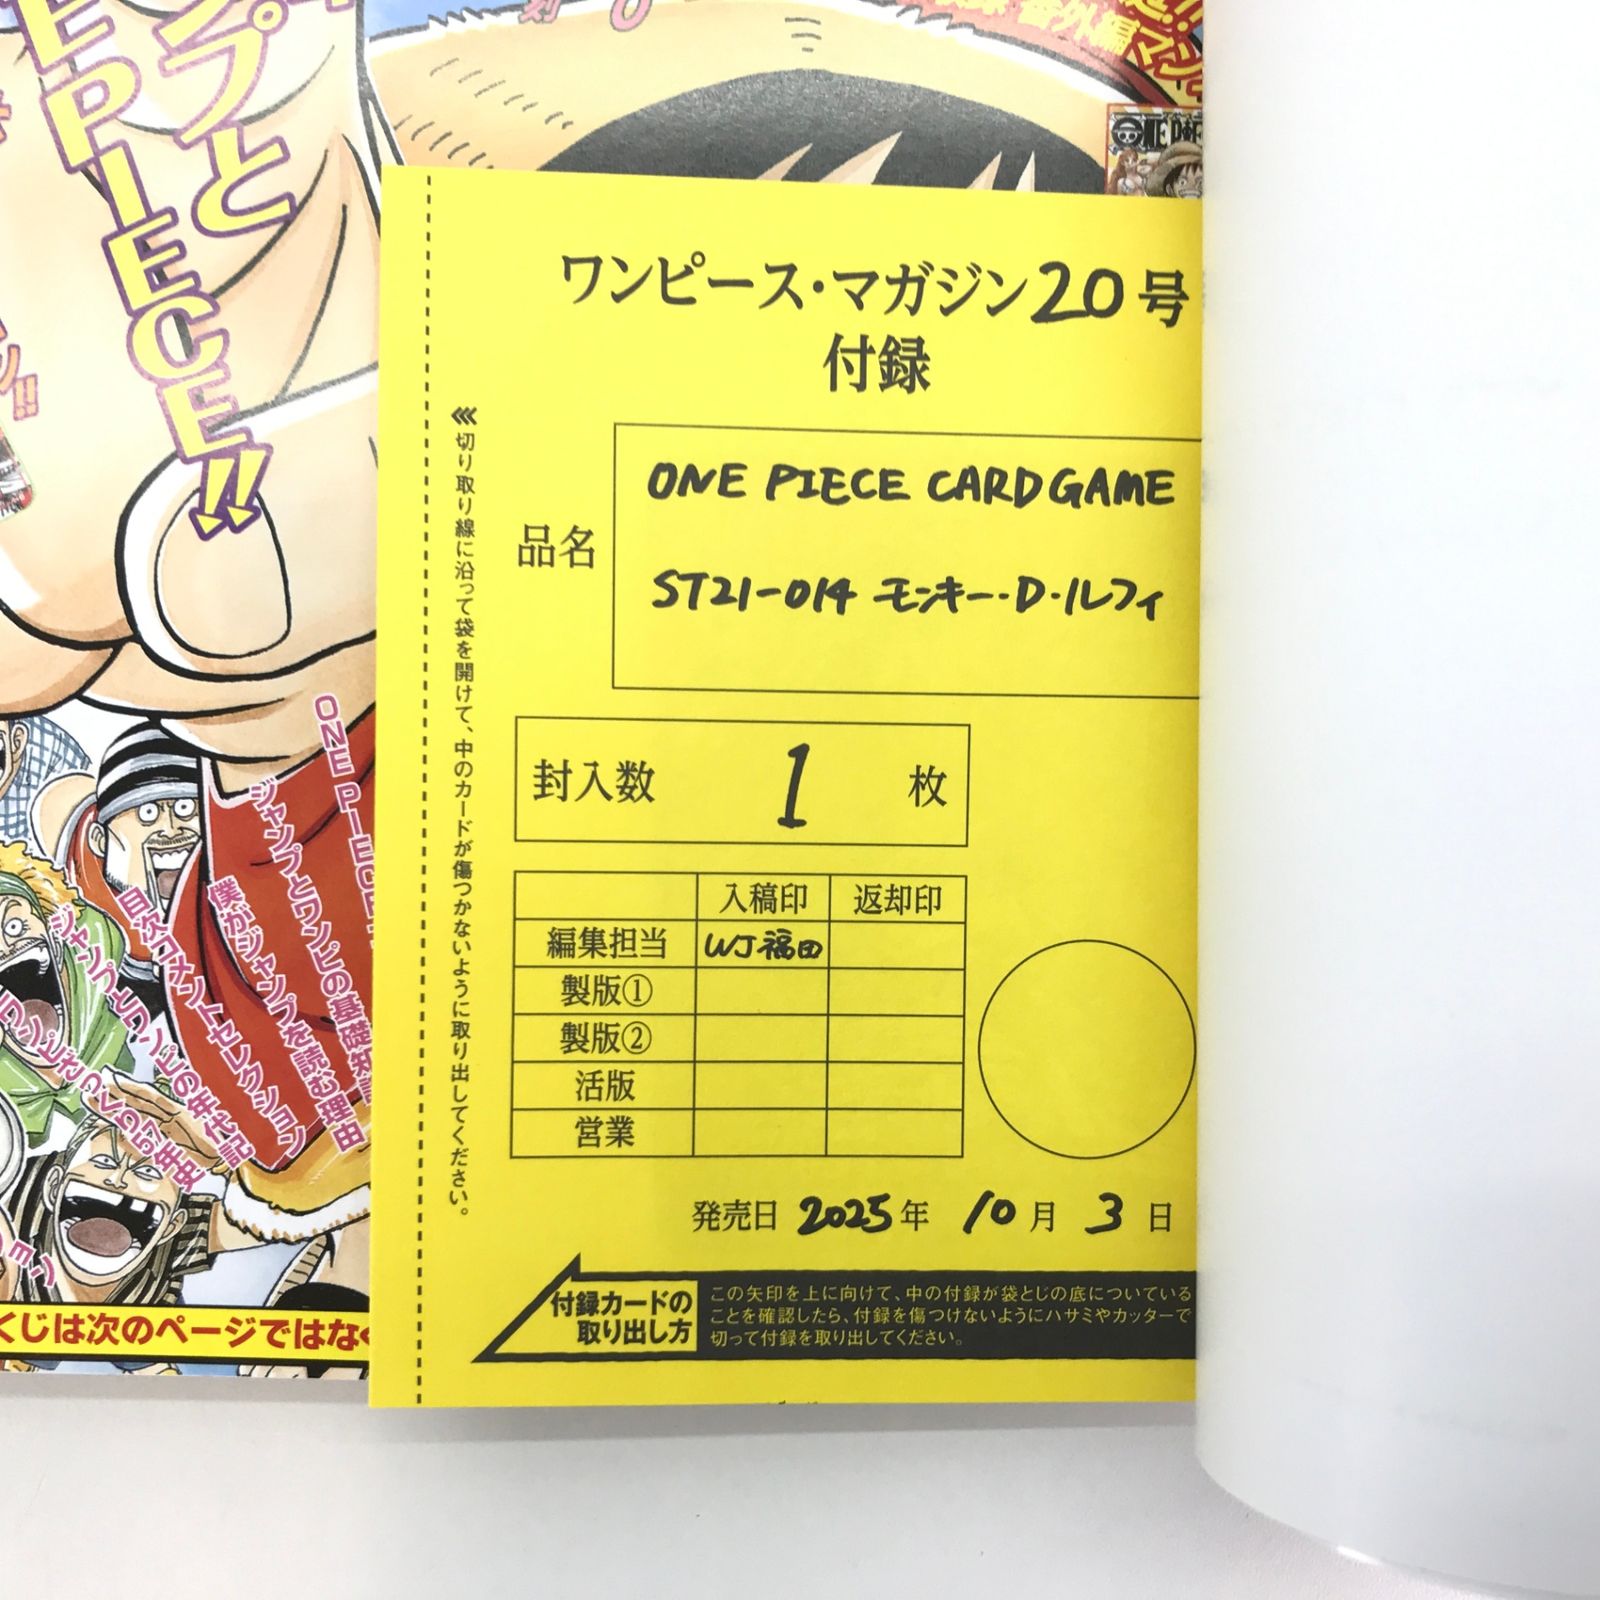 プと
EPIECE!!
番外編
ONE PIE
ワンピース・マガジン20号
付録
切り取り線に沿って袋を開けて、中のカードが傷つかないように取り出してください。
品名
ONE PIECE CARD GAME
ST21-014 モンキー・D・ルフィ
封入数 1 枚
入稿印 返却印
編集担当 WJ福田
製版①
製版②
活版
営業
発売日 2025年 10月 3日
付録カードの
取り出し方
この矢印を上に向けて、中の付録が袋とじの底についている
ことを確認したら、付録を傷つけないようにハサミやカッターで
切って付録を取り出してください。
ONE PIECE
ジャンプとワンピの基礎知
僕がジャンプを読む理由
目次コメントセレクション
ジャンプとワンピの年代記
くじは次のページではな